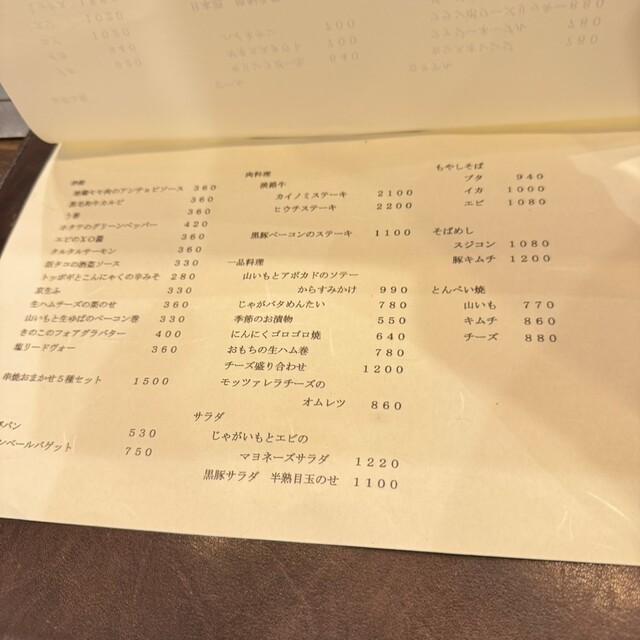 串焼
地鶏モモ肉のアンチョビソース 360
黒毛和牛カルビ 360
う巻 360
ホタテのグリーンペッパー 420
エビのXO醤 360
タルタルサーモン 360
活タコの酒盗ソース 330
トッポギとこんにゃくの辛みそ 280
京生ふ 330
生ハムチーズの栗のせ 360
山いもと生ゆばのベーコン巻 330
きのこのフォアグラバター 400
塩リードヴォー 360
串焼おまかせ5種セット 1500
パン 530
ベールバゲット 750
肉料理
淡路牛
カイノミステーキ 2100
ヒウチステーキ 2200
黒豚ベーコンのステーキ 1100
一品料理
山いもとアボカドのソテー
からすみかけ 990
じゃがバタめんたい 780
季節のお漬物 550
にんにくゴロゴロ焼 640
おもちの生ハム巻 780
チーズ盛り合わせ 1200
モッツァレラチーズの
オムレツ 860
サラダ
じゃがいもとエビの
マヨネーズサラダ 1220
黒豚サラダ 半熟目玉のせ 1100
もやしそば
ブタ 940
イカ 1000
エビ 1080
そばめし
スジコン 1080
豚キムチ 1200
とんぺい焼
山いも 770
キムチ 860
チーズ 880